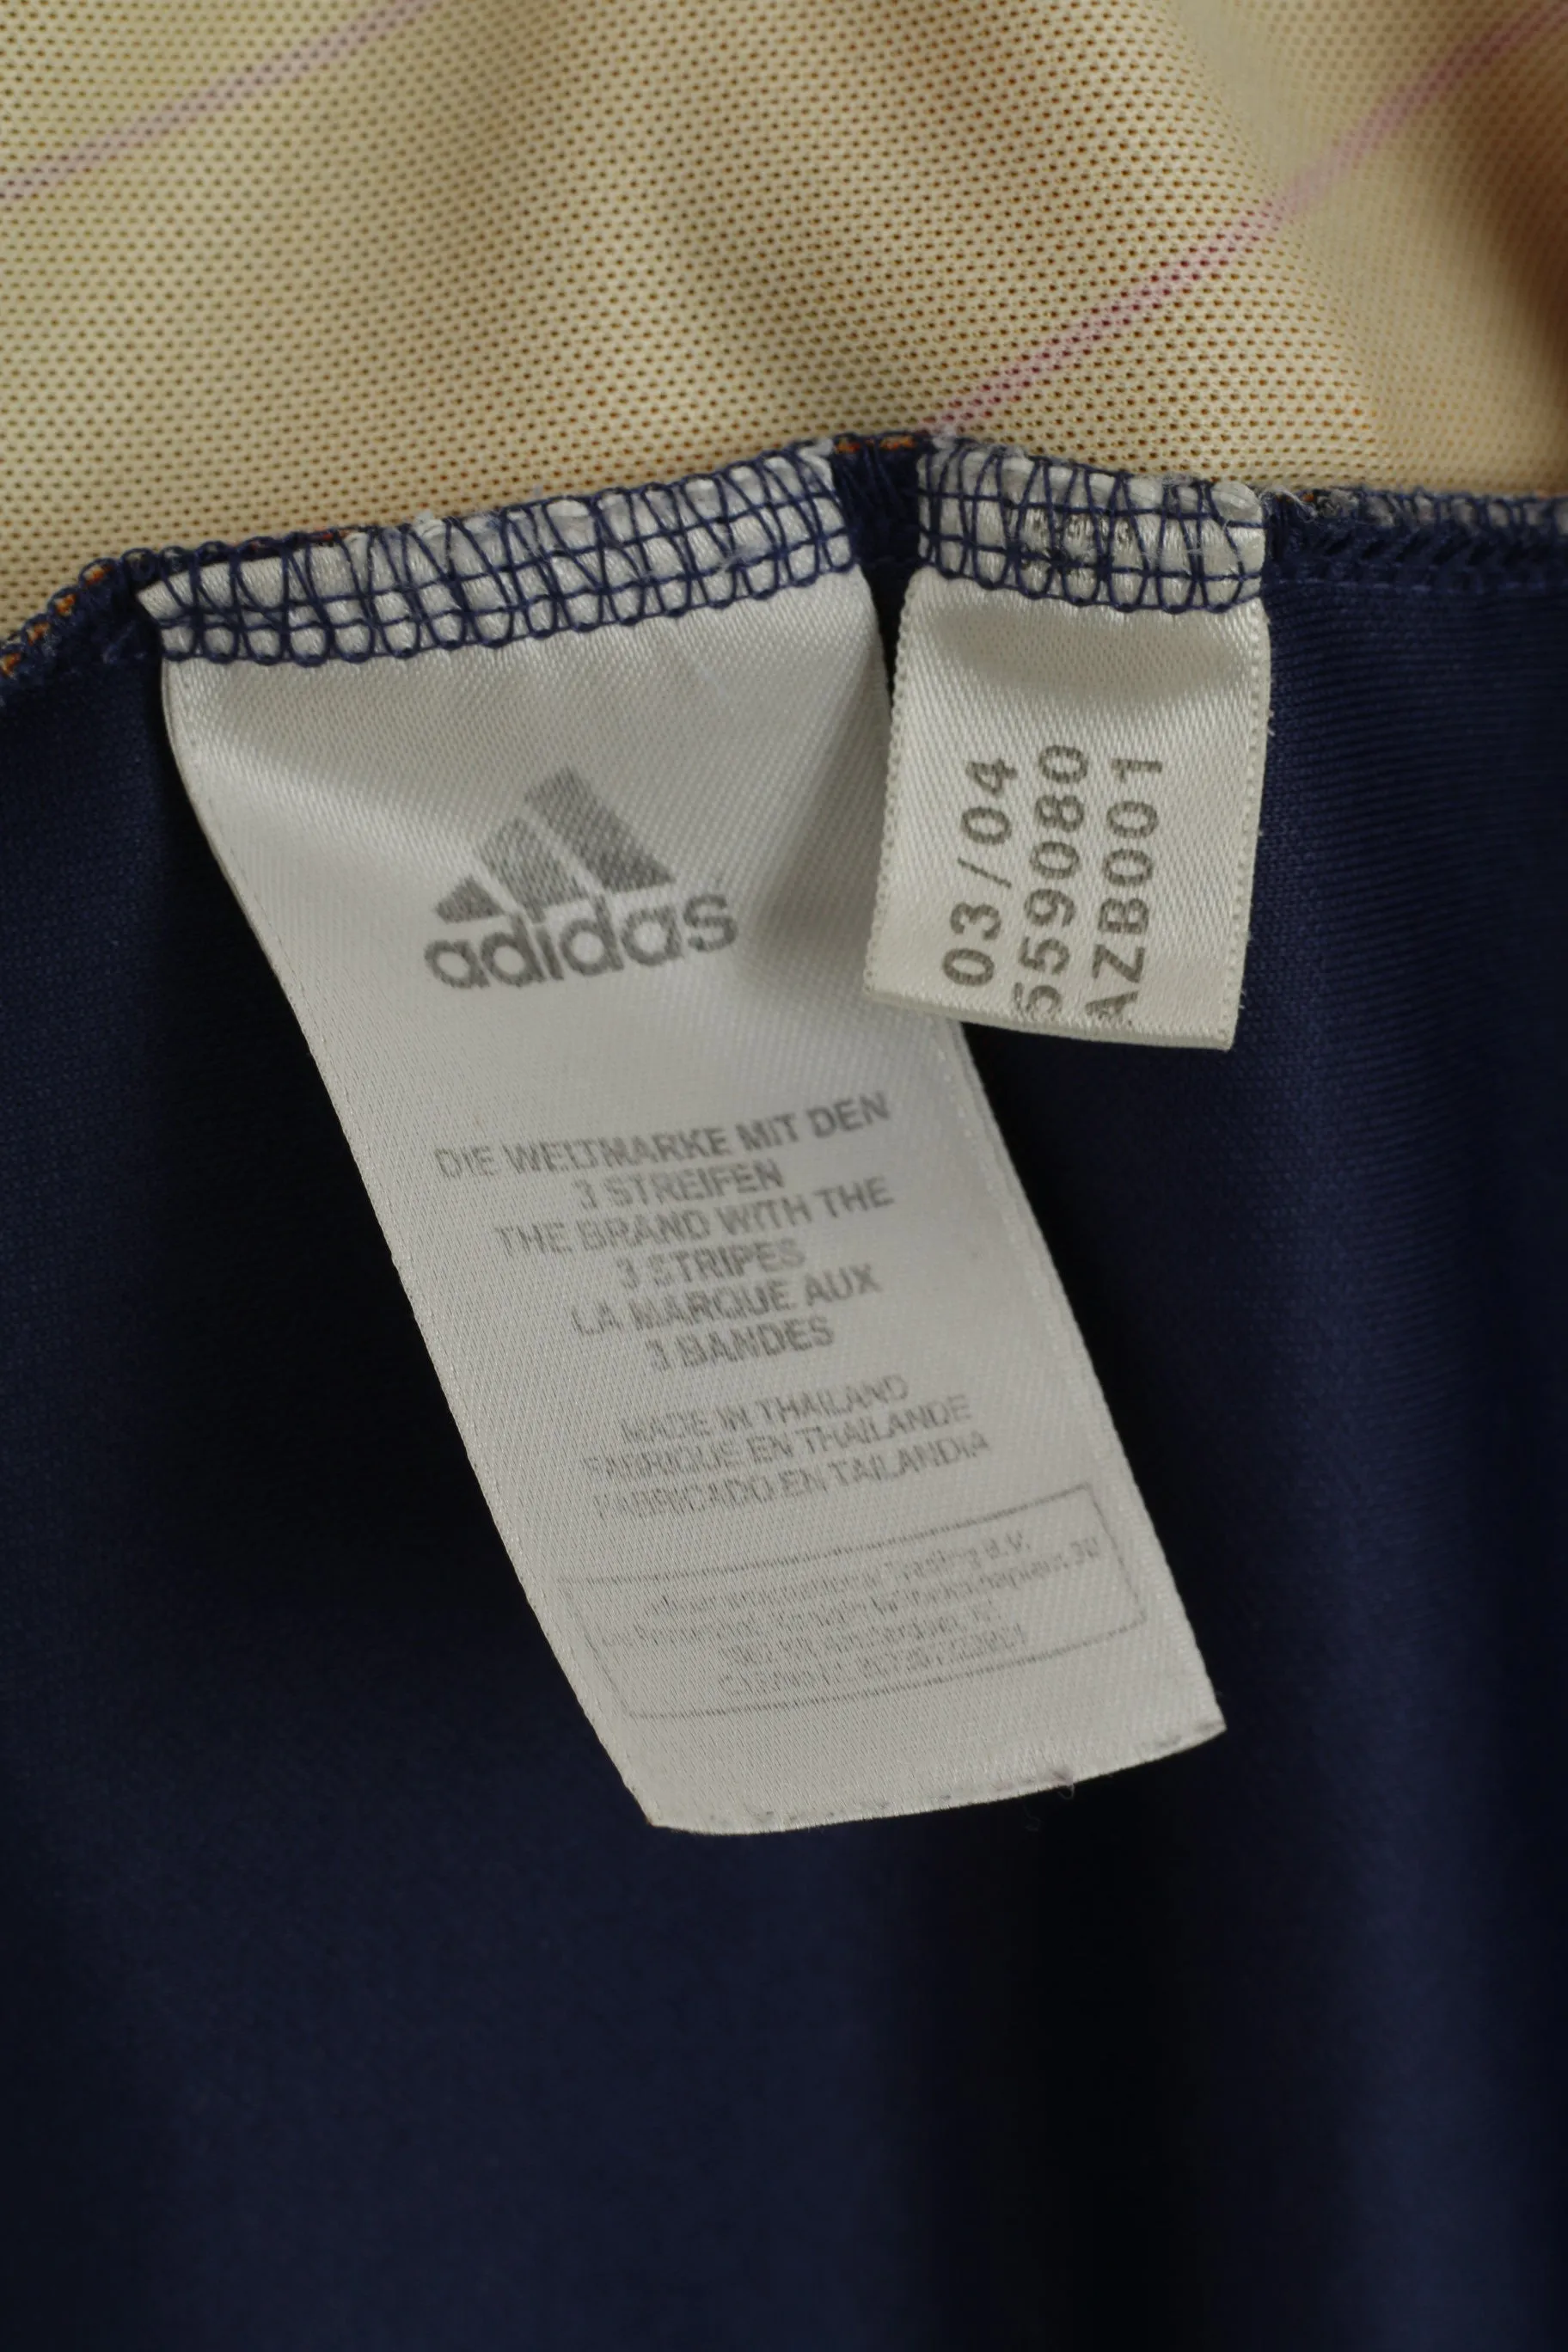 adidas
DIE WELTMARKE MIT DEN
3 STREIFEN
THE BRAND WITH THE
3 STRIPES
LA MARQUE AUX
3 BANDES
MADE IN THAILAND
FABRIQUE EN THAILANDE
FABRICADO EN TAILANDIA
Trading B.V.
03/04
559080
AZB001